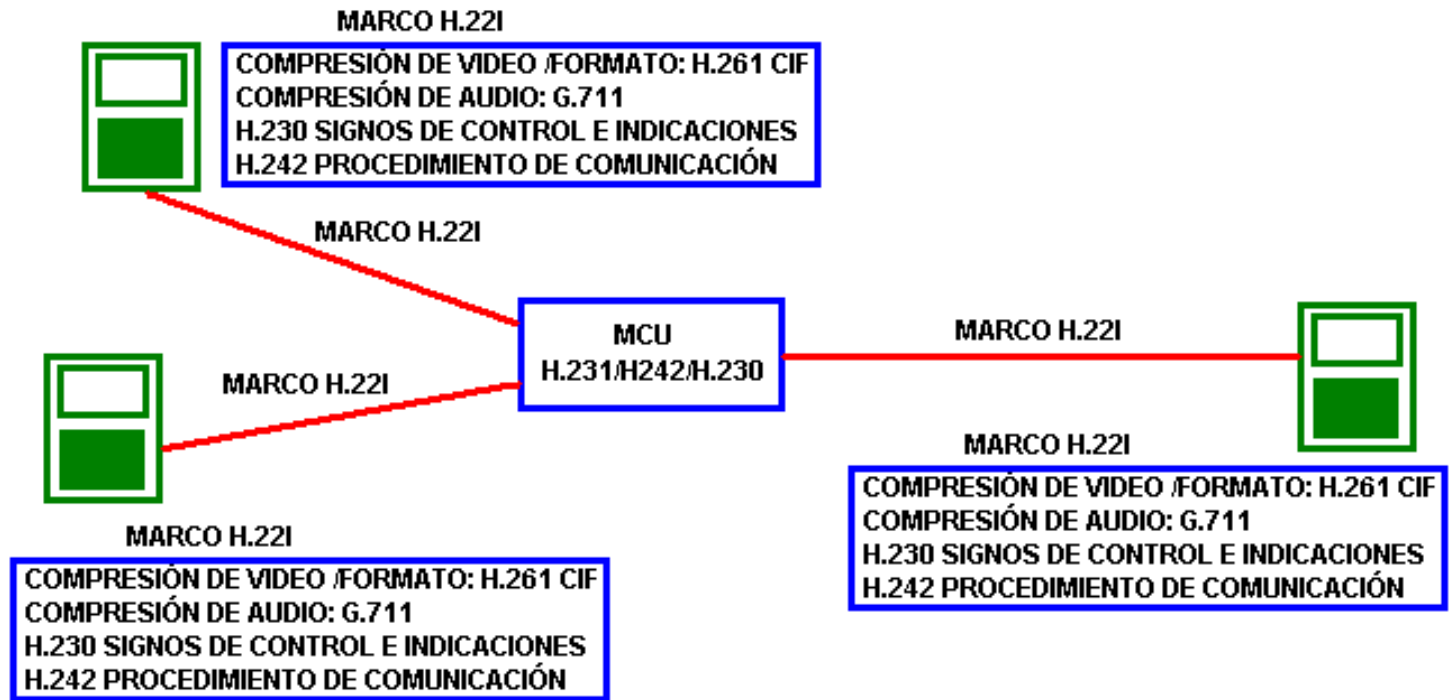 MARCO H.22I
COMPRESIÓN DE VIDEO /FORMATO: H.261 CIF
COMPRESIÓN DE AUDIO: G.711
H.230 SIGNOS DE CONTROL E INDICACIONES
H.242 PROCEDIMIENTO DE COMUNICACIÓN
MARCO H.22I
MCU
H.231/H242/H.230
MARCO H.22I
MARCO H.22I
MARCO H.22I
COMPRESIÓN DE VIDEO /FORMATO: H.261 CIF
COMPRESIÓN DE AUDIO: G.711
H.230 SIGNOS DE CONTROL E INDICACIONES
H.242 PROCEDIMIENTO DE COMUNICACIÓN
MARCO H.22I
COMPRESIÓN DE VIDEO /FORMATO: H.261 CIF
COMPRESIÓN DE AUDIO: G.711
H.230 SIGNOS DE CONTROL E INDICACIONES
H.242 PROCEDIMIENTO DE COMUNICACIÓN